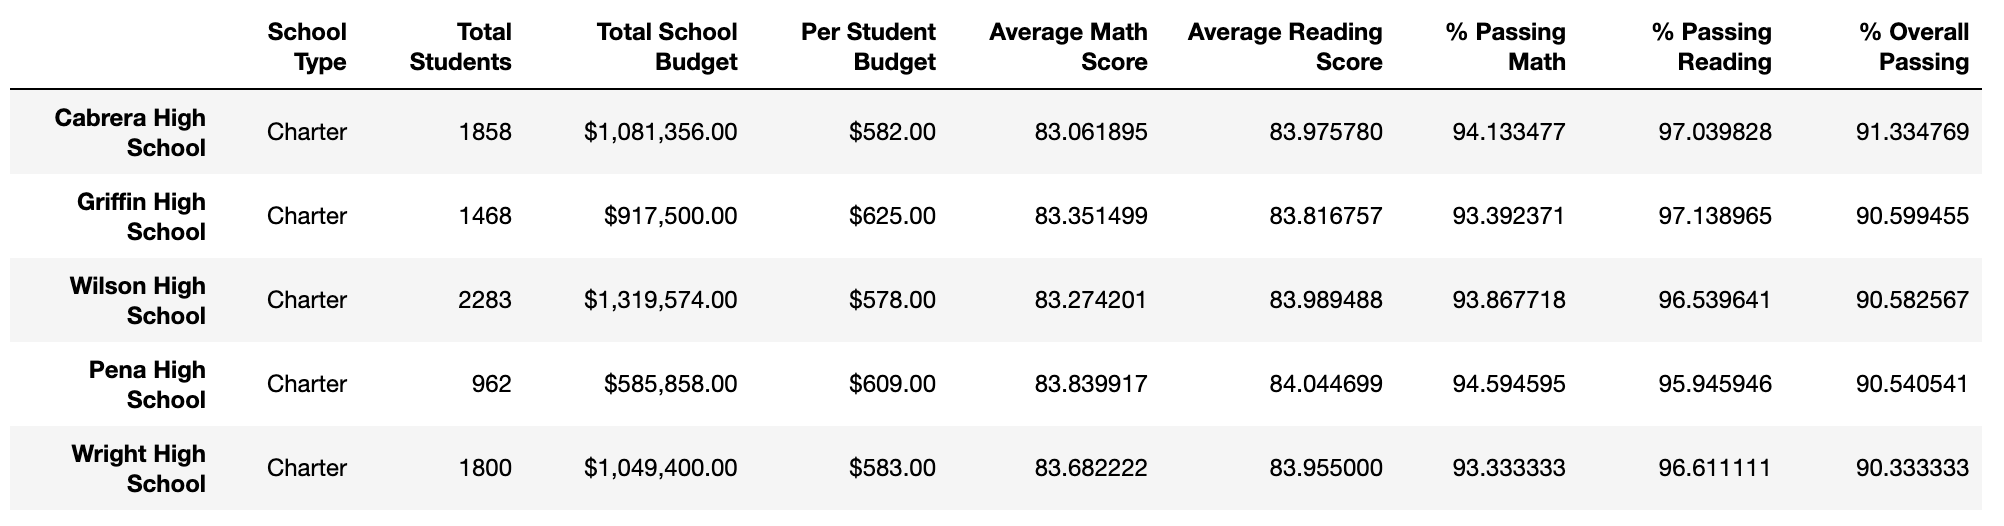 School Total Total School Per Student Average Math Average Reading % Passing % Passing % Overall
Type Students Budget Budget Score Score Math Reading Passing
Cabrera High
School Charter 1858 $1,081,356.00 $582.00 83.061895 83.975780 94.133477 97.039828 91.334769
Griffin High
School Charter 1468 $917,500.00 $625.00 83.351499 83.816757 93.392371 97.138965 90.599455
Wilson High
School Charter 2283 $1,319,574.00 $578.00 83.274201 83.989488 93.867718 96.539641 90.582567
Pena High
School Charter 962 $585,858.00 $609.00 83.839917 84.044699 94.594595 95.945946 90.540541
Wright High
School Charter 1800 $1,049,400.00 $583.00 83.682222 83.955000 93.333333 96.611111 90.333333